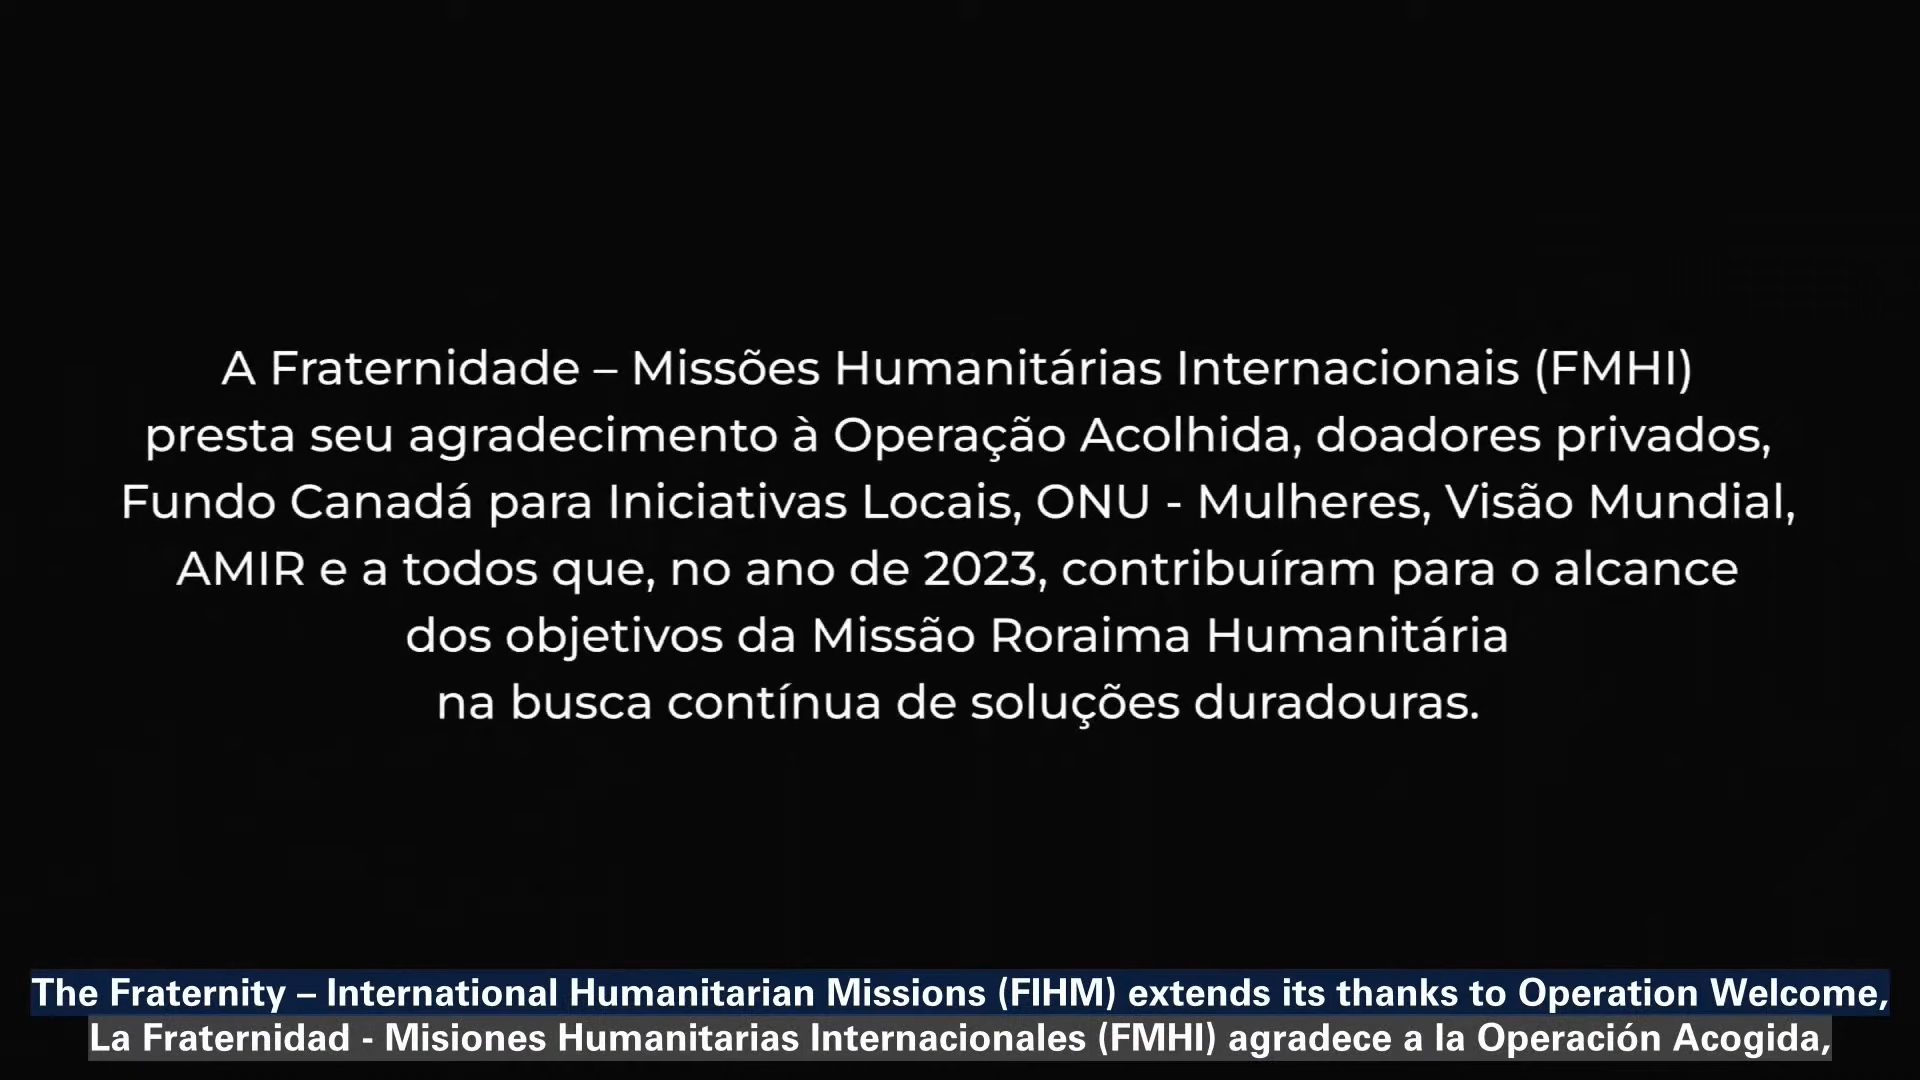 A Fraternidade – Missões Humanitárias Internacionais (FMHI)
presta seu agradecimento à Operação Acolhida, doadores privados,
Fundo Canadá para Iniciativas Locais, ONU - Mulheres, Visão Mundial,
AMIR e a todos que, no ano de 2023, contribuíram para o alcance
dos objetivos da Missão Roraima Humanitária
na busca contínua de soluções duradouras.
The Fraternity – International Humanitarian Missions (FIHM) extends its thanks to Operation Welcome,
La Fraternidad - Misiones Humanitarias Internacionales (FMHI) agradece a la Operación Acogida,